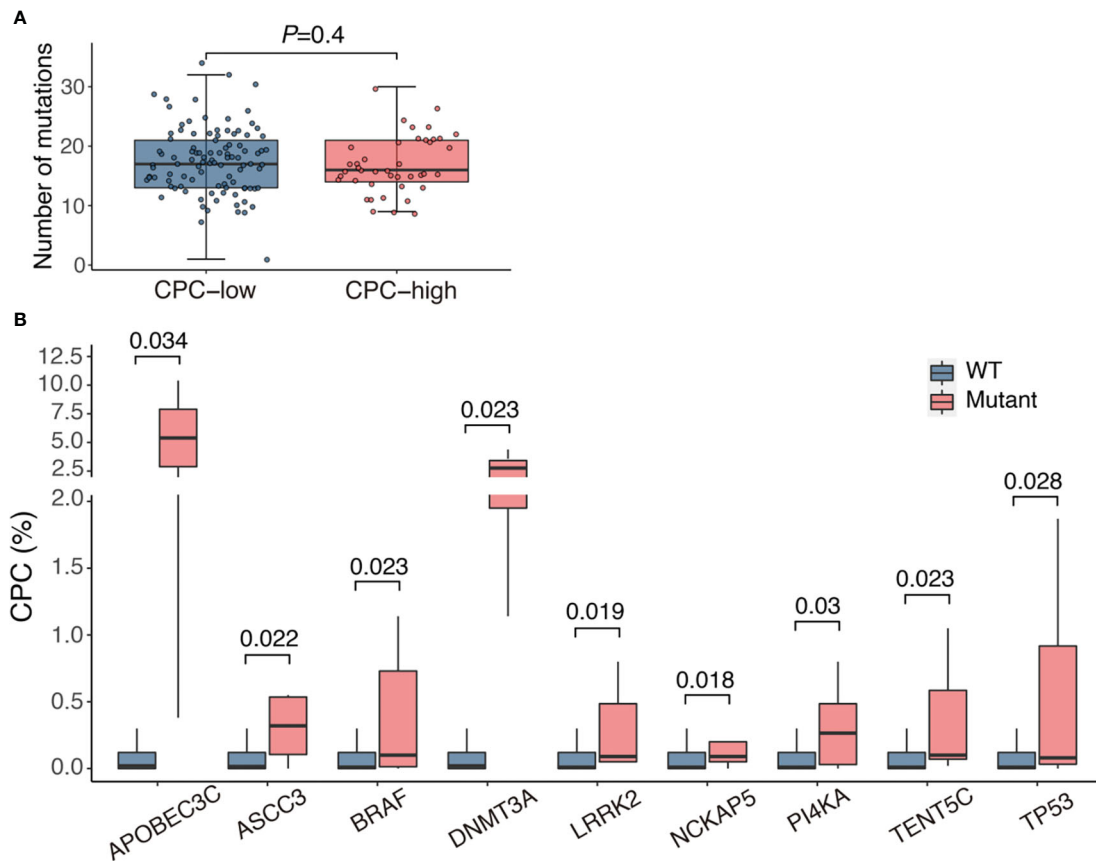 A
P=0.4
Number of mutations
30
20
10
0
CPC-low
CPC-high
B
CPC (%)
12.5
10.0
7.5
5.0
2.5
2.0
1.5
1.0
0.5
0.0
0.034
0.022
0.023
0.023
0.019
0.018
0.03
0.023
0.028
WT
Mutant
APOBEC3C
ASCC3
BRAF
DNMT3A
LRRK2
NCKAP5
PI4KA
TENT5C
TP53